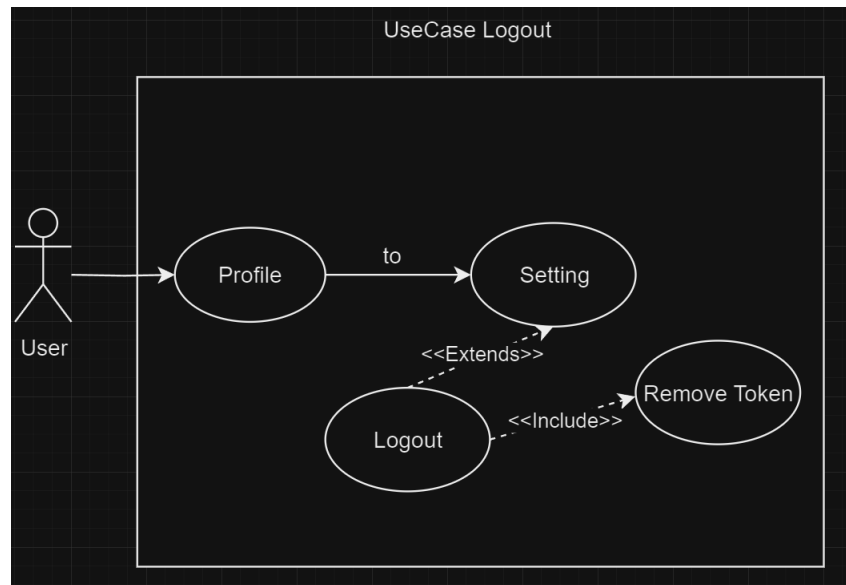 UseCase Logout
to
Profile
Setting
User
<<Extends>>
Remove Token
<<Include>>
Logout